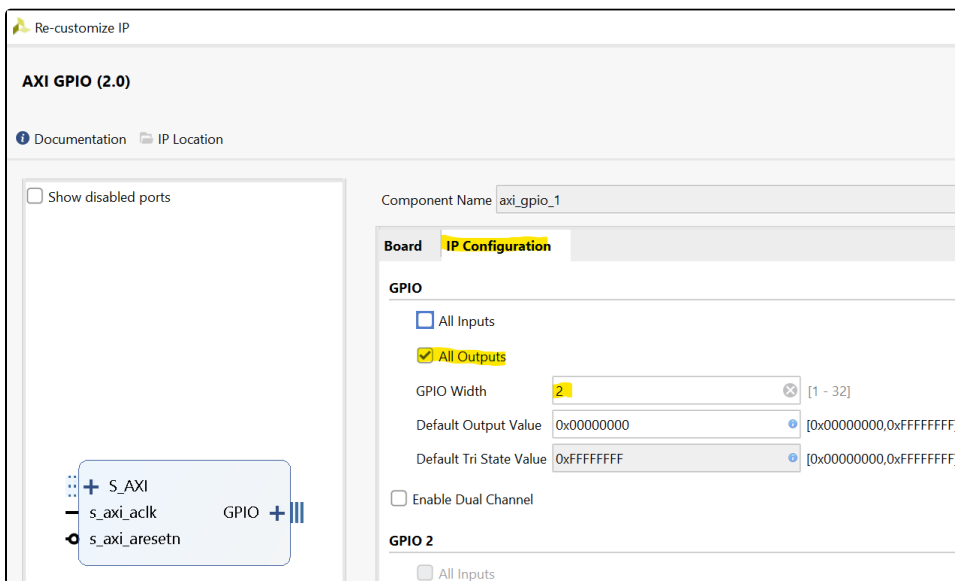 Re-customize IP
AXI GPIO (2.0)
Documentation IP Location
Show disabled ports
Component Name axi_gpio_1
Board IP Configuration
GPIO
All Inputs
All Outputs
GPIO Width 2 [1 - 32]
Default Output Value 0x00000000 [0x00000000,0xFFFFFFFF]
Default Tri State Value 0xFFFFFFFF [0x00000000,0xFFFFFFFF]
Enable Dual Channel
GPIO 2
All Inputs
S_AXI
s_axi_aclk GPIO
s_axi_aresetn